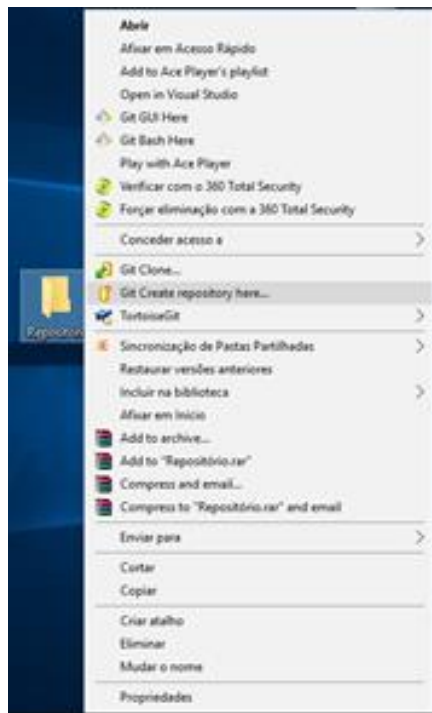 Abrir
Afixar em Acesso Rápido
Add to Ace Player's playlist
Open in Visual Studio
Git GUI Here
Git Bash Here
Play with Ace Player
Verificar com o 360 Total Security
Forçar eliminação com a 360 Total Security
Conceder acesso a
Git Clone...
Git Create repository here...
TortoiseGit
Repositório
Sincronização de Pastas Partilhadas
Restaurar versões anteriores
Incluir na biblioteca
Afixar em Início
Add to archive...
Add to "Repositório.rar"
Compress and email...
Compress to "Repositório.rar" and email
Enviar para
Cortar
Copiar
Criar atalho
Eliminar
Mudar o nome
Propriedades